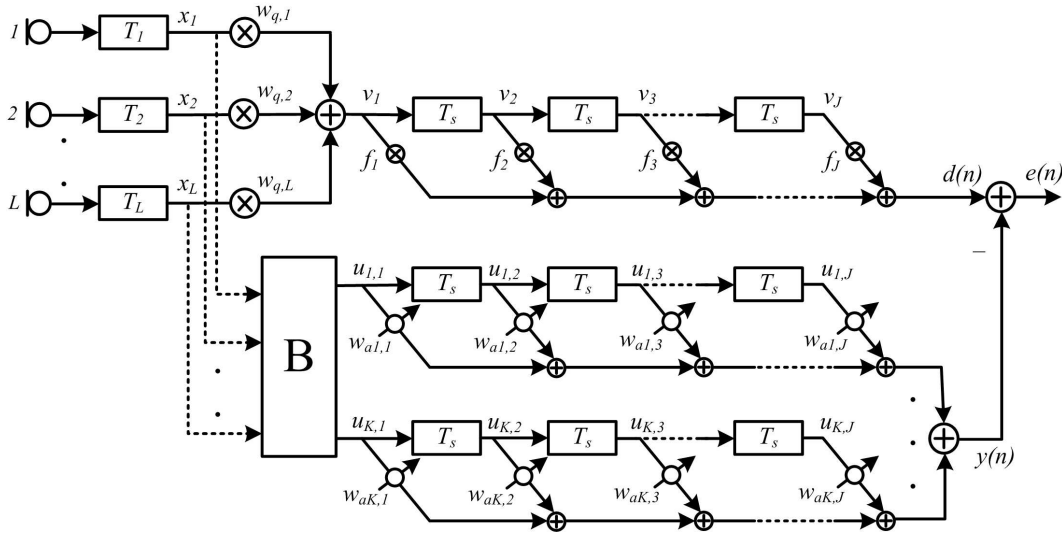 1 T1 x1 wq,1
2 T2 x2 wq,2 v1 Ts v2 Ts v3 Ts vJ
f1 f2 f3 fJ
L TL xL wq,L d(n) e(n)
–
B u1,1 Ts u1,2 Ts u1,3 Ts u1,J
wa1,1 wa1,2 wa1,3 wa1,J
uK,1 Ts uK,2 Ts uK,3 Ts uK,J
y(n)
waK,1 waK,2 waK,3 waK,J